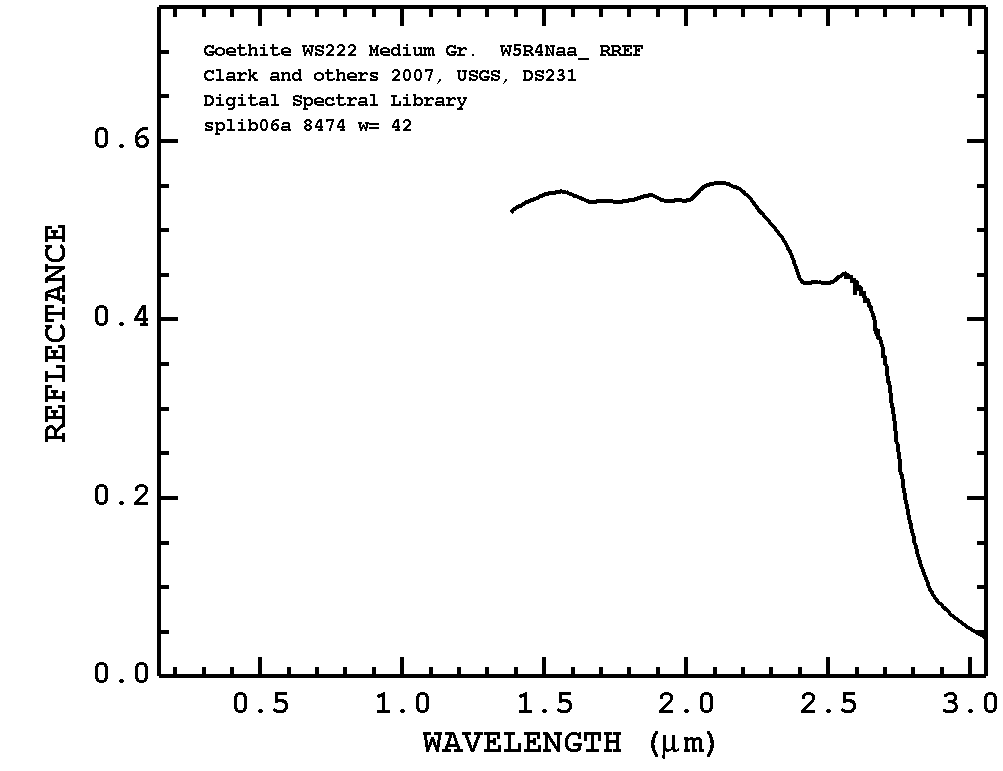 Goethite WS222 Medium Gr.  W5R4Naa_ RREF
Clark and others 2007, USGS, DS231
Digital Spectral Library
splib06a 8474 w= 42
REFLECTANCE
0.6
0.4
0.2
0.0
0.5 1.0 1.5 2.0 2.5 3.0
WAVELENGTH (μm)